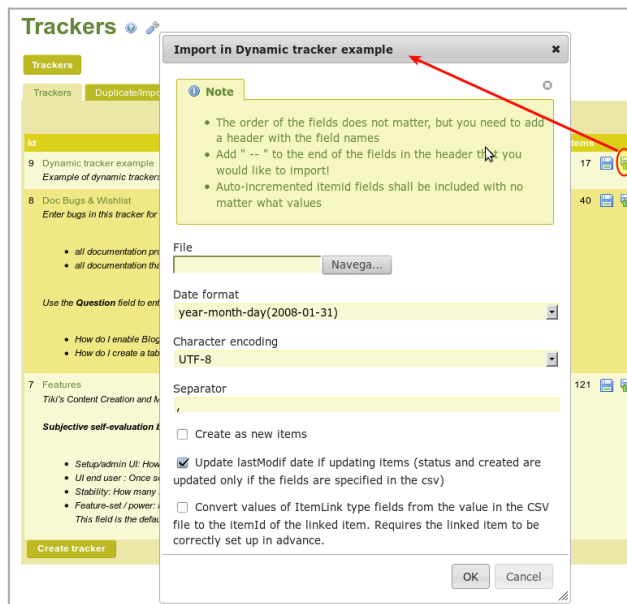 Trackers
Trackers
Trackers Duplicate/Impo
Id tems
9 Dynamic tracker example 17
Example of dynamic trackers
8 Doc Bugs & Wishlist 40
Enter bugs in this tracker for
all documentation pr
all documentation tha
Use the Question field to ent
How do I enable Blog
How do I create a tab
7 Features 121
Tiki's Content Creation and M
Subjective self-evaluation b
Setup/admin UI: How
UI end user : Once s
Stability: How many
Feature-set / power:
This field is the defau
Create tracker
Import in Dynamic tracker example
Note
The order of the fields does not matter, but you need to add
a header with the field names
Add " -- " to the end of the fields in the header that you
would like to import!
Auto-incremented itemid fields shall be included with no
matter what values
File
Navega...
Date format
year-month-day(2008-01-31)
Character encoding
UTF-8
Separator
,
Create as new items
Update lastModif date if updating items (status and created are
updated only if the fields are specified in the csv)
Convert values of ItemLink type fields from the value in the CSV
file to the itemId of the linked item. Requires the linked item to be
correctly set up in advance.
OK Cancel